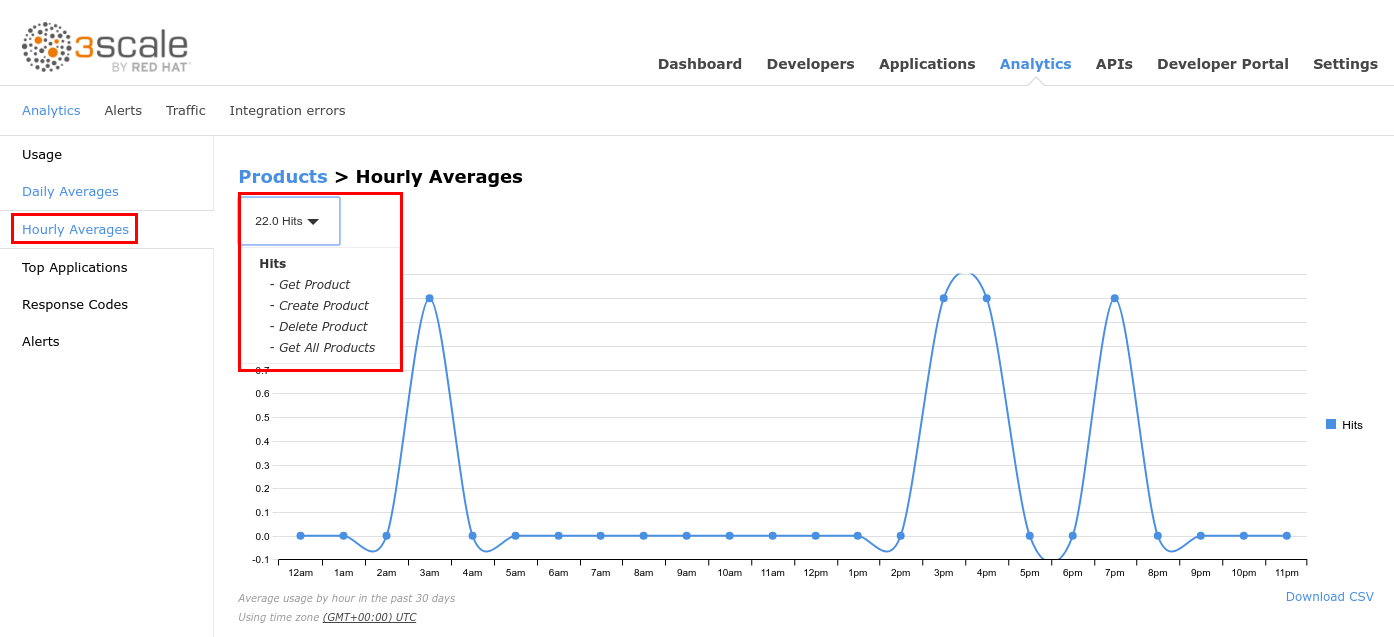 3scale
BY RED HAT
Dashboard Developers Applications Analytics APIs Developer Portal Settings
Analytics Alerts Traffic Integration errors
Usage
Daily Averages
Hourly Averages
Top Applications
Response Codes
Alerts
Products > Hourly Averages
22.0 Hits
Hits
- Get Product
- Create Product
- Delete Product
- Get All Products
0.7
0.6
0.5
0.4
0.3
0.2
0.1
0.0
-0.1
12am 1am 2am 3am 4am 5am 6am 7am 8am 9am 10am 11am 12pm 1pm 2pm 3pm 4pm 5pm 6pm 7pm 8pm 9pm 10pm 11pm
Hits
Average usage by hour in the past 30 days
Using time zone (GMT+00:00) UTC
Download CSV